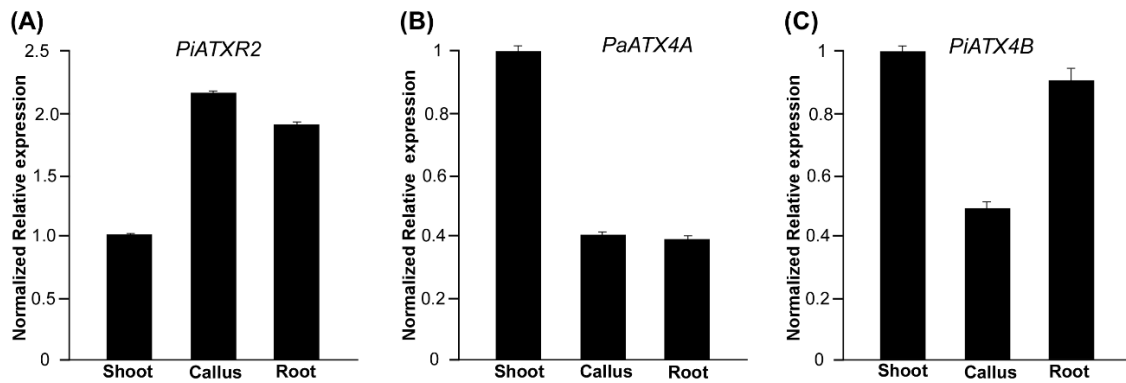 (A)
PiATXR2
Normalized Relative expression
2.5
2.0
1.5
1.0
0.5
0
Shoot Callus Root
(B)
PaATX4A
Normalized Relative expression
1
0.8
0.6
0.4
0.2
0
Shoot Callus Root
(C)
PiATX4B
Normalized Relative expression
1
0.8
0.6
0.4
0.2
0
Shoot Callus Root